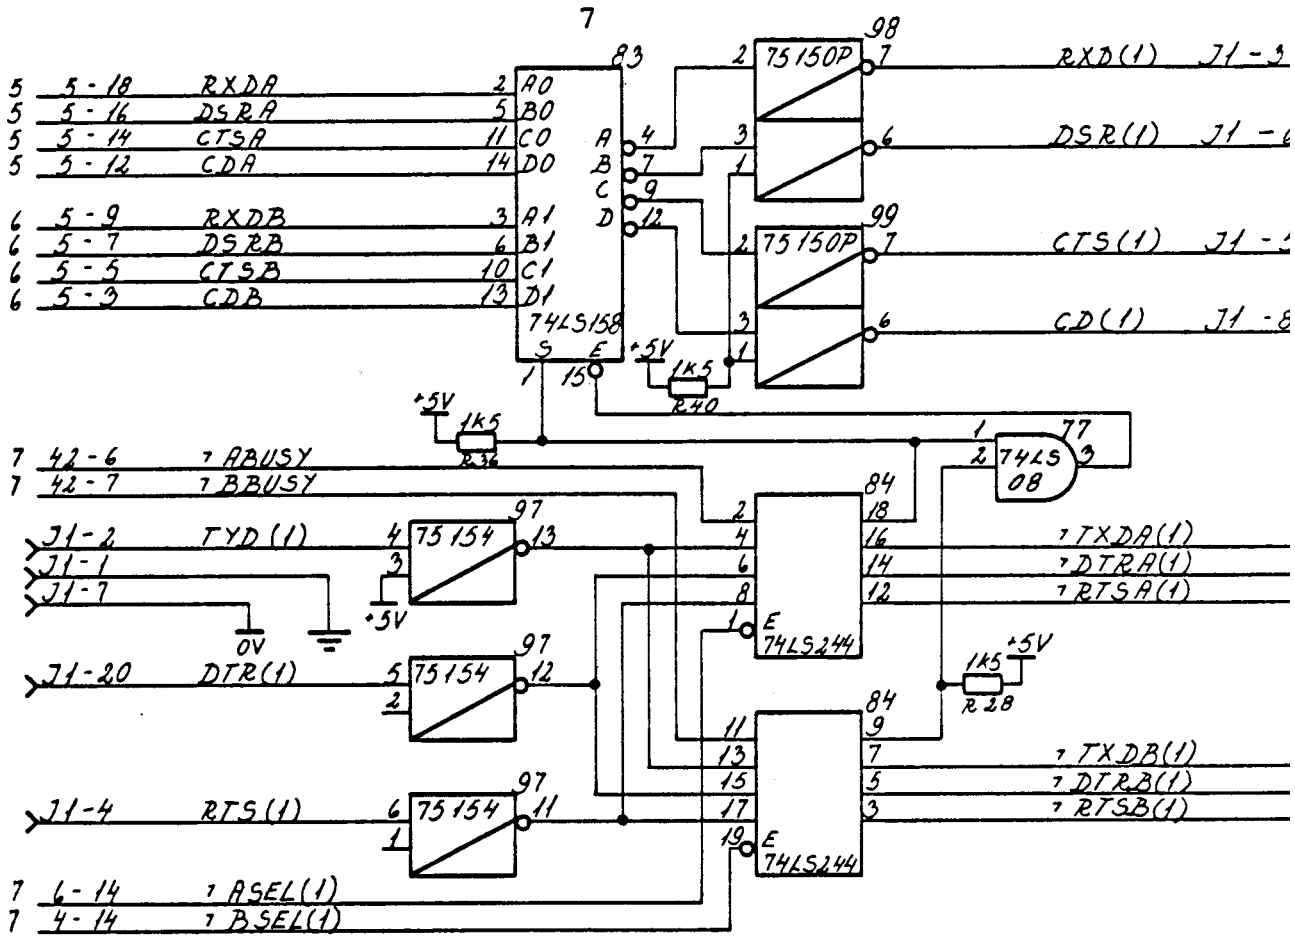 7
5 5-18 RXDA 2 A0
5 5-16 DSRA 5 B0
5 5-14 CTSA 11 C0
5 5-12 CDA 14 D0
6 5-9 RXDB 3 A1
6 5-7 DSRB 6 B1
6 5-5 CTSB 10 C1
6 5-3 CDB 13 D1
83
A 4
B 7
C 9
D 12
74LS158
S E
1 15
98
2 75150P 7 RXD(1) J1-3
3 6 DSR(1) J1-6
1
99
2 75150P 7 CTS(1) J1-5
3 6 CD(1) J1-8
1
+5V
1K5
R40
+5V
1K5
R36
1 77
2 74LS 3
08
7 42-6 ¬ABUSY
7 42-7 ¬BBUSY
J1-2 TYD(1) 4 75154 13
97
J1-1 3
J1-7
+5V
0V
84
2 18
4 16 ¬TXDA(1)
6 14 ¬DTRA(1)
8 12 ¬RTSA(1)
1 E
74LS244
97
J1-20 DTR(1) 5 75154 12
2
1K5 +5V
R28
84
11 9
13 7 ¬TXDB(1)
15 5 ¬DTRB(1)
17 3 ¬RTSB(1)
19 E
74LS244
97
J1-4 RTS(1) 6 75154 11
1
7 6-14 ¬ASEL(1)
7 4-14 ¬BSEL(1)